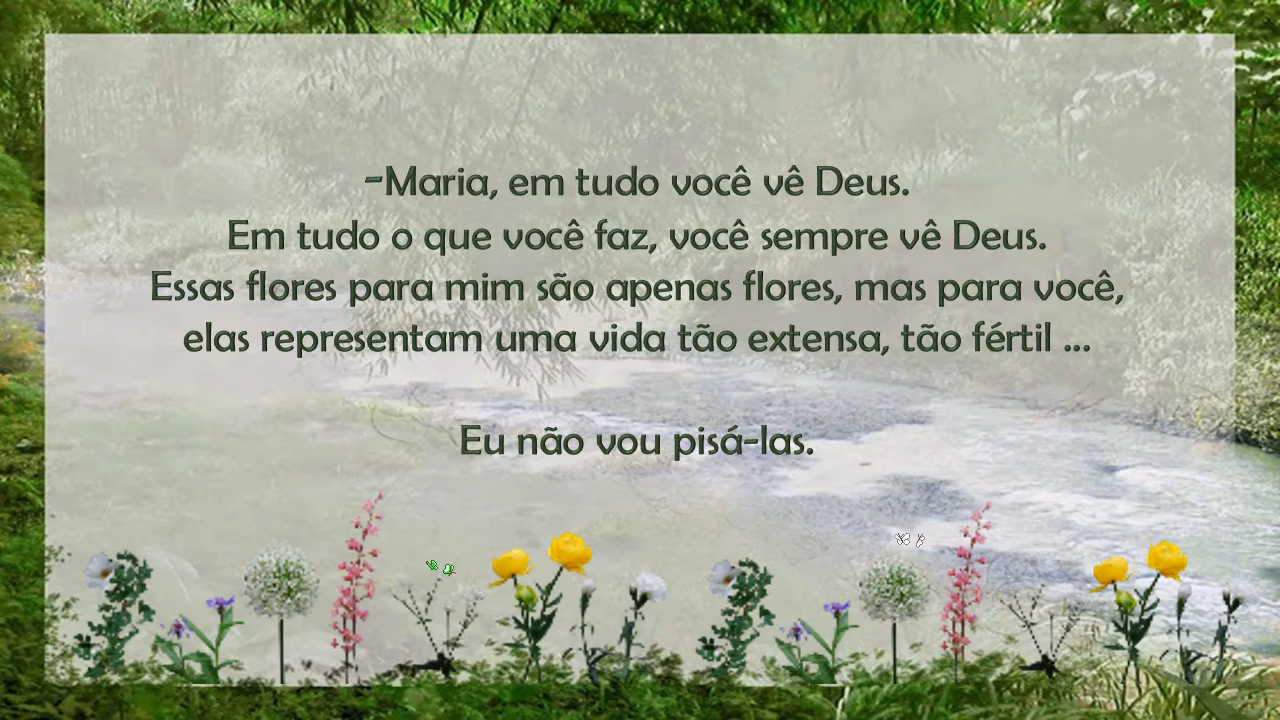 -Maria, em tudo você vê Deus.
Em tudo o que você faz, você sempre vê Deus.
Essas flores para mim são apenas flores, mas para você,
elas representam uma vida tão extensa, tão fértil ...
Eu não vou pisá-las.